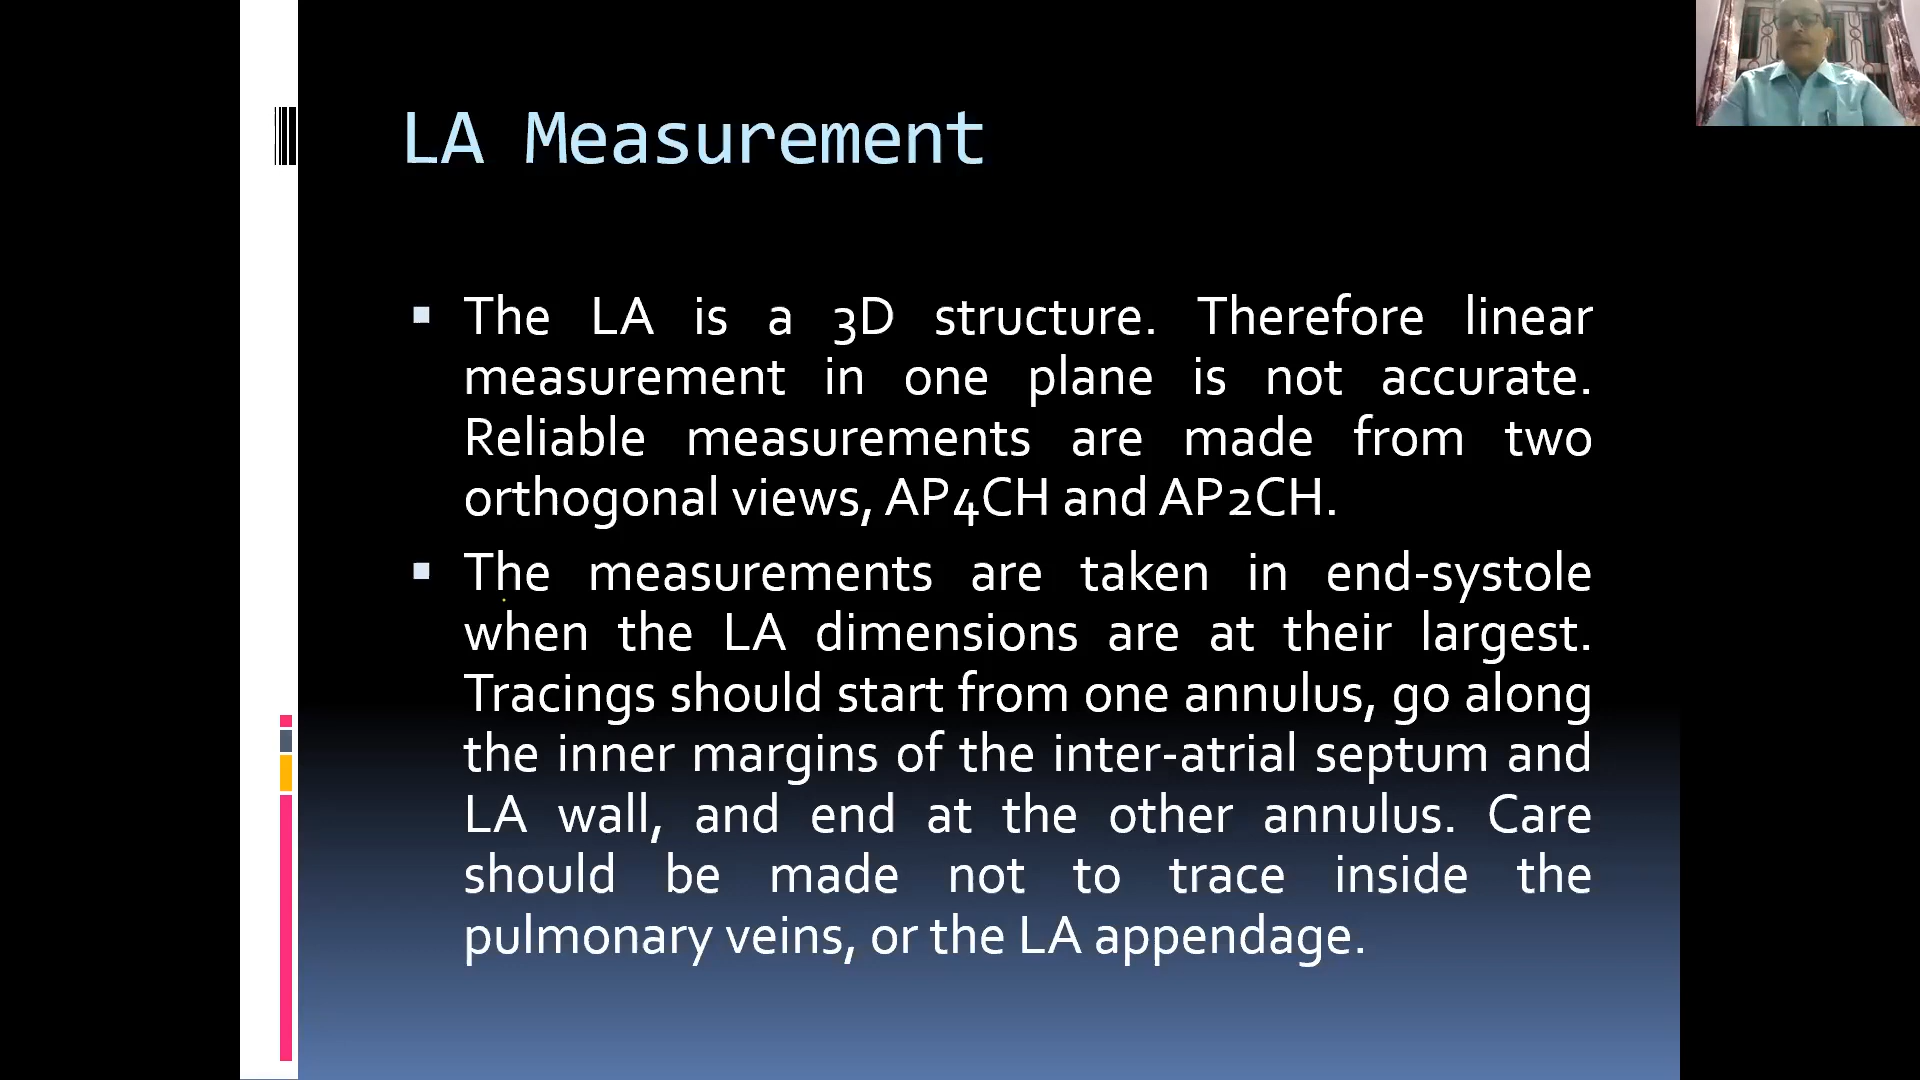 LA Measurement
The LA is a 3D structure. Therefore linear
measurement in one plane is not accurate.
Reliable measurements are made from two
orthogonal views, AP4CH and AP2CH.
The measurements are taken in end-systole
when the LA dimensions are at their largest.
Tracings should start from one annulus, go along
the inner margins of the inter-atrial septum and
LA wall, and end at the other annulus. Care
should be made not to trace inside the
pulmonary veins, or the LA appendage.